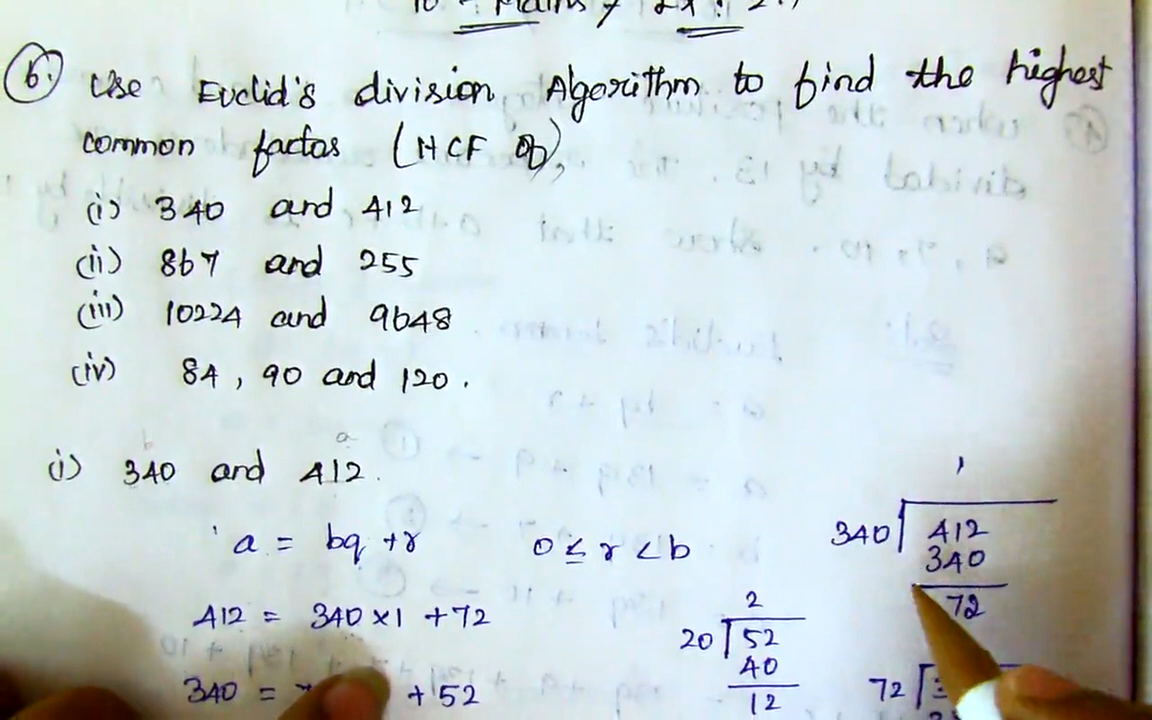 6. Use Euclid's division Algorithm to find the highest
common factos (HCF of),
(i) 340 and 412
(ii) 867 and 255
(iii) 10224 and 9648
(iv) 84, 90 and 120.
b a
(i) 340 and 412.
a = bq + r 0 ≤ r < b
412 = 340 × 1 + 72
340 = + 52
1
340 412
340
72
2
20 52
40
12
72